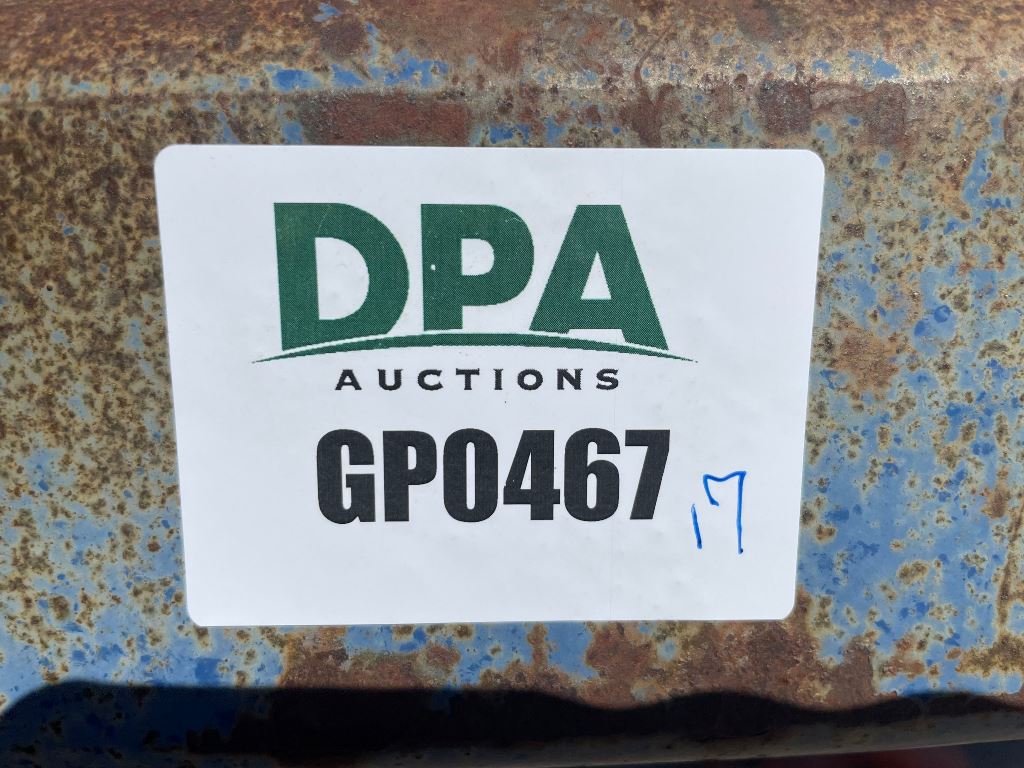 DPA
AUCTIONS
GP0467
17